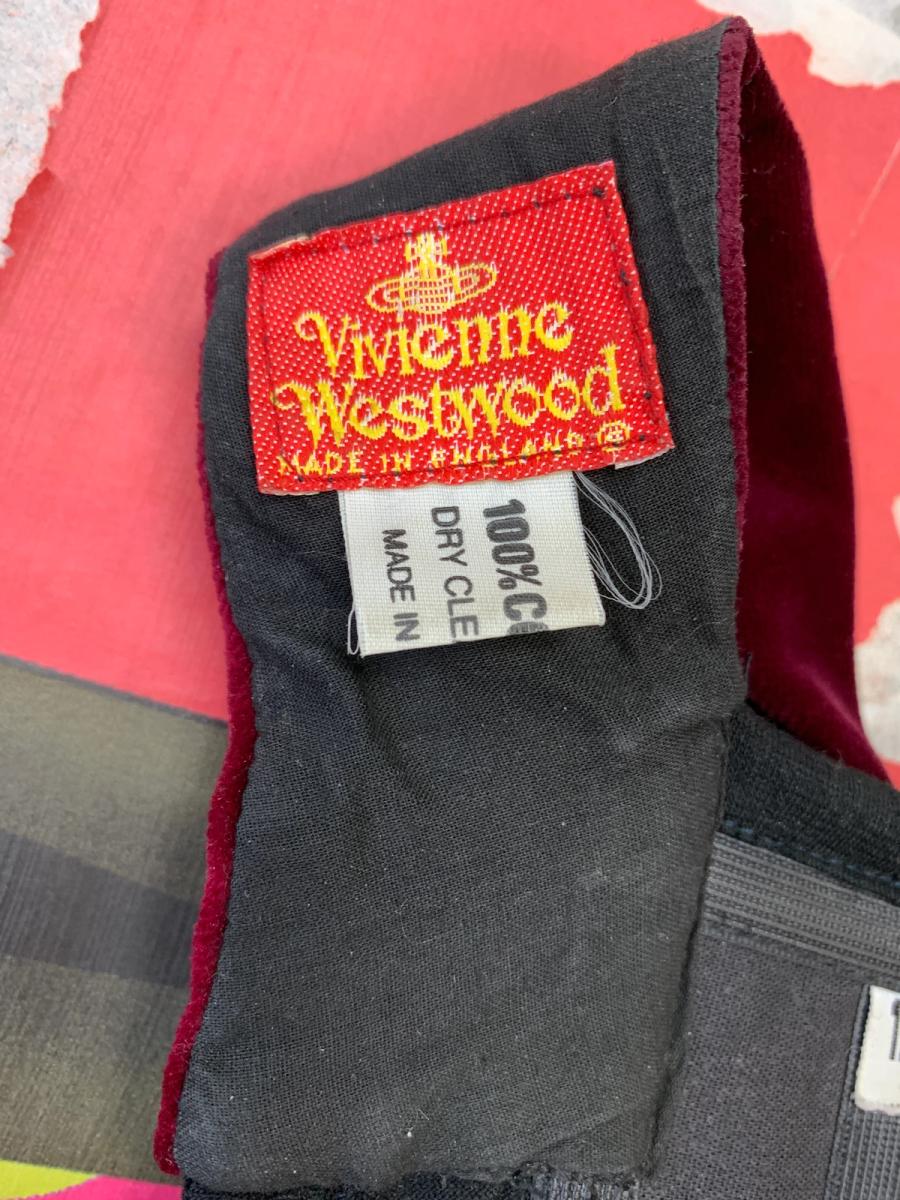 Vivienne
Westwood
MADE IN ENGLAND ®
100%
DRY CLE
MADE IN